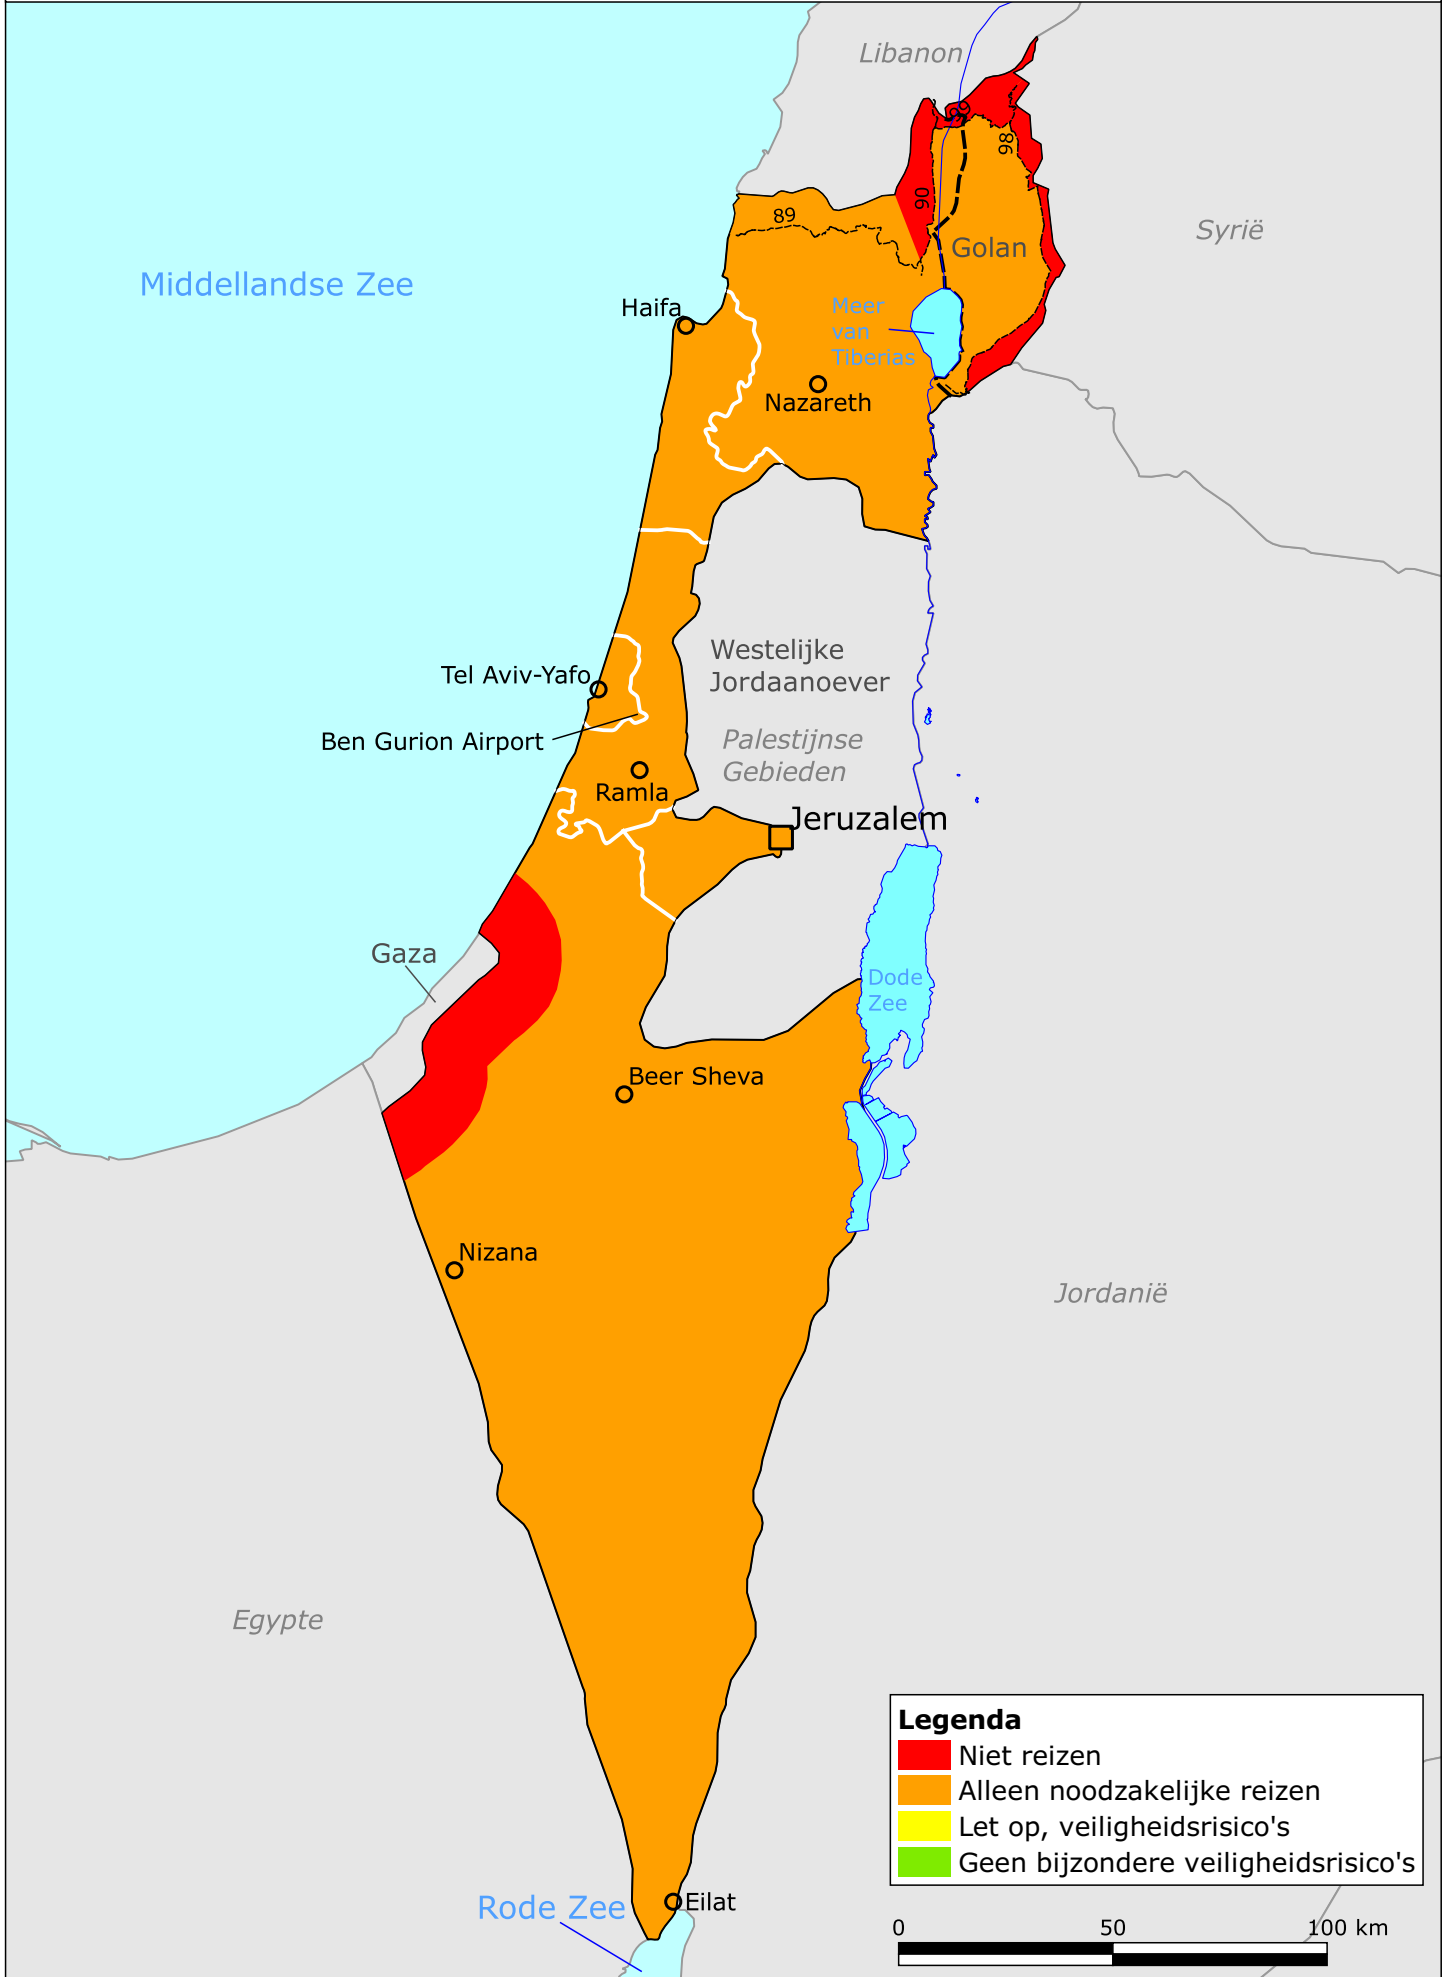 Libanon
99
98
90
89
Syrië
Golan
Middellandse Zee
Haifa
Meer
van
Tiberias
Nazareth
Westelijke
Jordaanoever
Tel Aviv-Yafo
Ben Gurion Airport
Palestijnse
Gebieden
Ramla
Jeruzalem
Gaza
Dode
Zee
Beer Sheva
Nizana
Jordanië
Egypte
Legenda
Niet reizen
Alleen noodzakelijke reizen
Let op, veiligheidsrisico's
Geen bijzondere veiligheidsrisico's
Rode Zee
Eilat
0 50 100 km